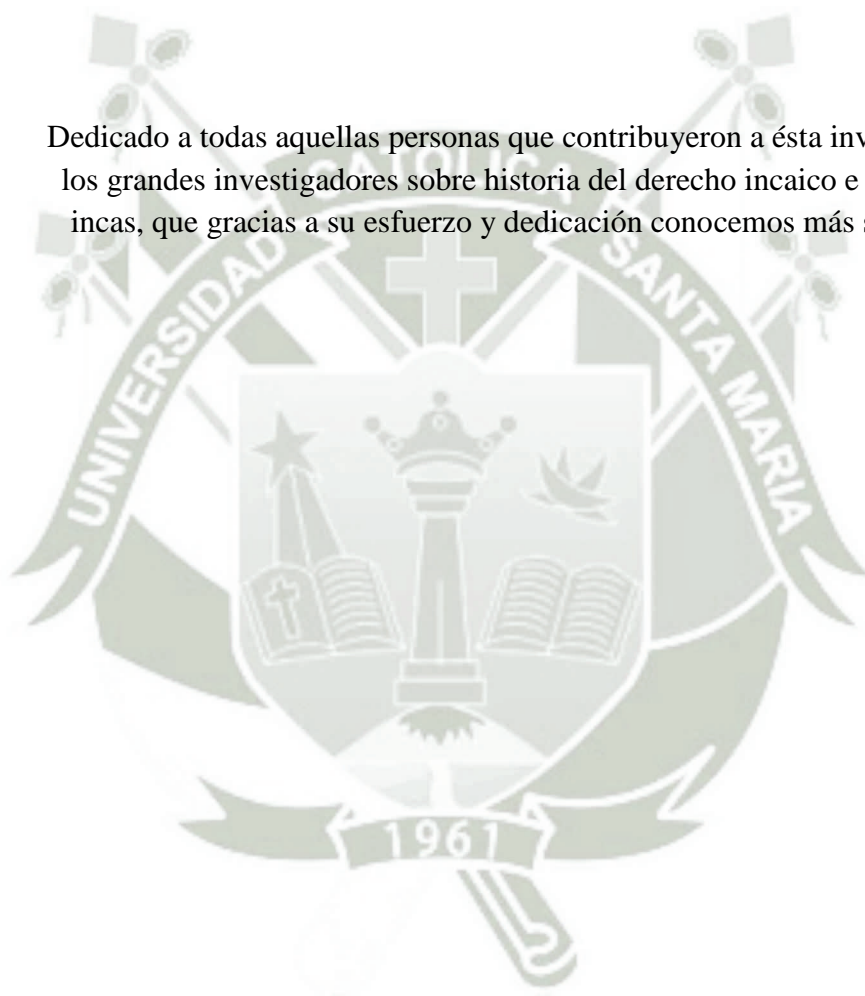 Dedicado a todas aquellas personas que contribuyeron a ésta
los grandes investigadores sobre historia del derecho incaico e
incas, que gracias a su esfuerzo y dedicación conocemos más
UNIVERSIDAD CATOLICA SANTA MARIA
1961